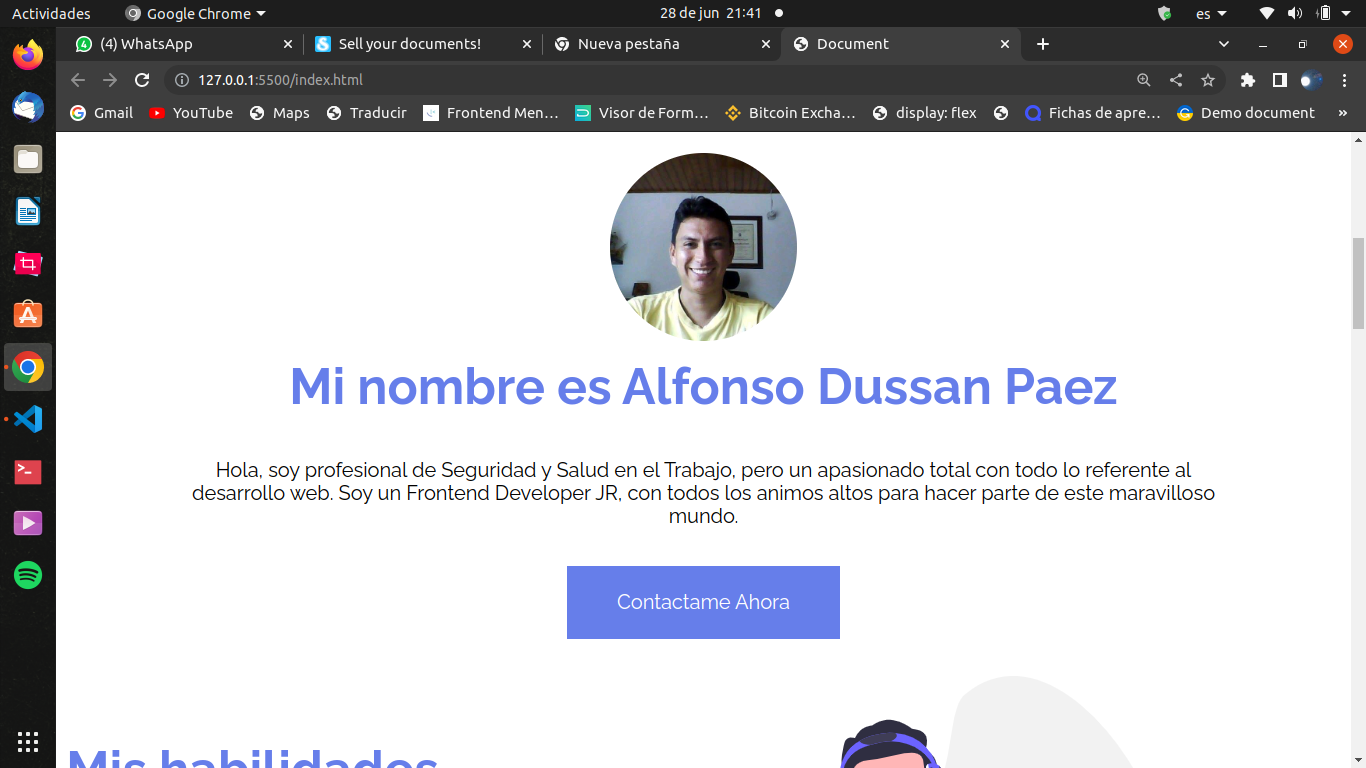 Actividades
Google Chrome
28 de jun 21:41
es
(4) WhatsApp
Sell your documents!
Nueva pestaña
Document
127.0.0.1:5500/index.html
Gmail
YouTube
Maps
Traducir
Frontend Men…
Visor de Form…
Bitcoin Excha…
display: flex
Fichas de apre…
Demo document
»
Mi nombre es Alfonso Dussan Paez
Hola, soy profesional de Seguridad y Salud en el Trabajo, pero un apasionado total con todo lo referente al
desarrollo web. Soy un Frontend Developer JR, con todos los animos altos para hacer parte de este maravilloso
mundo.
Contactame Ahora
Mis habilidades